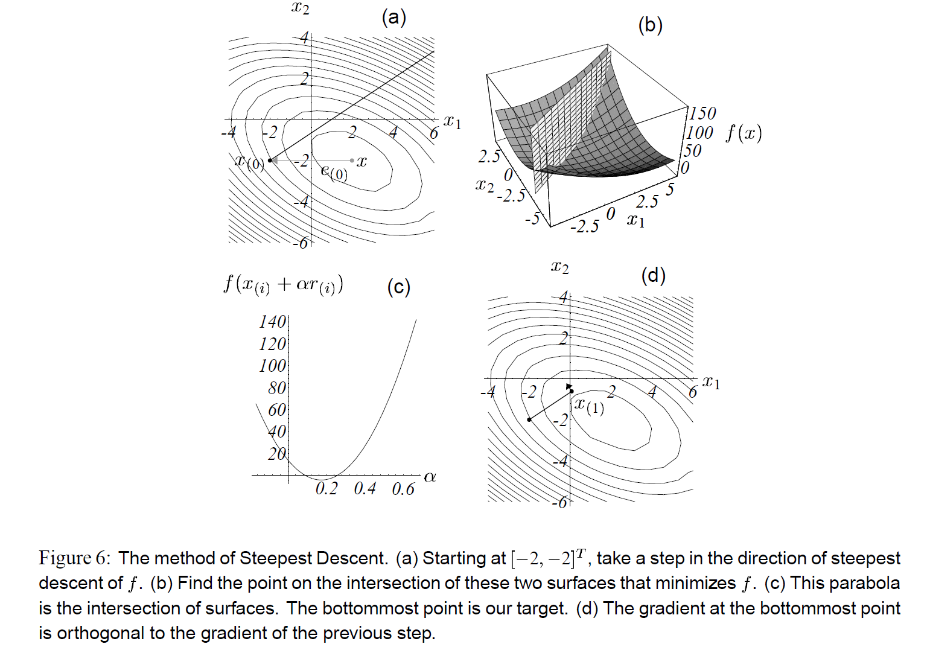 x2
(a)
4
2
-4
-2
2
4
6
x1
x(0)
-2
e(0)
x
-4
-6
(b)
150
100
f(x)
50
0
2.5
0
x2
-2.5
-5
-2.5
0
x1
2.5
5
f(x(i) + αr(i))
(c)
140
120
100
80
60
40
20
0.2 0.4 0.6
α
x2
(d)
4
2
-4
-2
2
4
6
x1
x(1)
-2
-4
-6
Figure 6: The method of Steepest Descent. (a) Starting at [−2, −2]ᵀ, take a step in the direction of steepest
descent of f. (b) Find the point on the intersection of these two surfaces that minimizes f. (c) This parabola
is the intersection of surfaces. The bottommost point is our target. (d) The gradient at the bottommost point
is orthogonal to the gradient of the previous step.